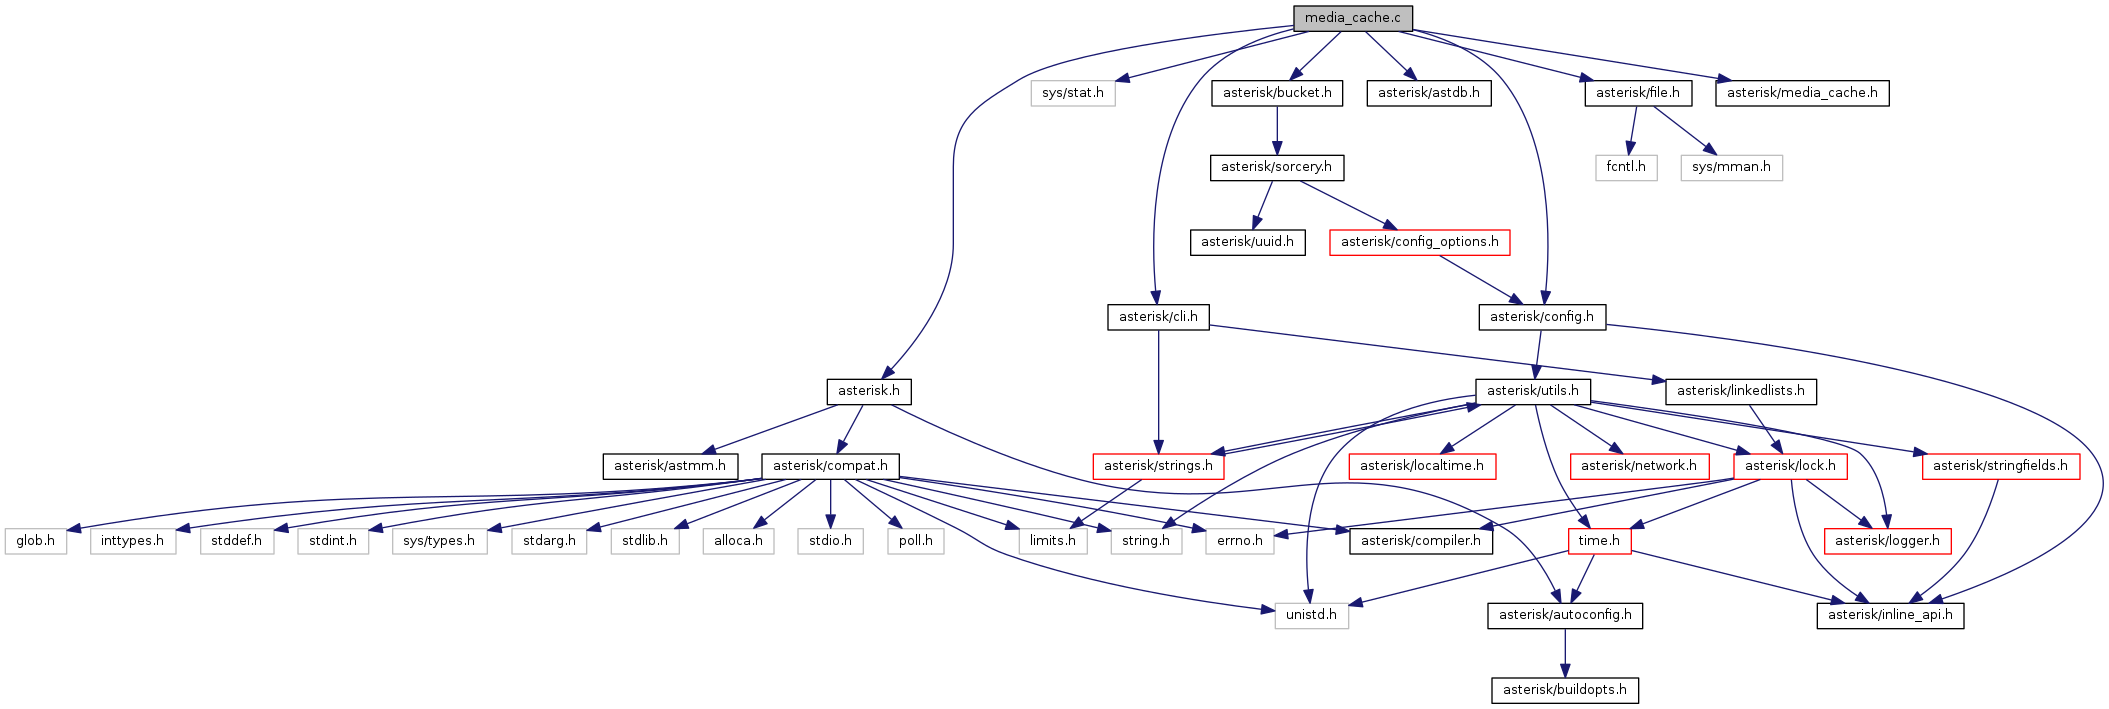 media_cache.c
sys/stat.h
asterisk/bucket.h
asterisk/astdb.h
asterisk/file.h
asterisk/media_cache.h
asterisk/sorcery.h
fcntl.h
sys/mman.h
asterisk/uuid.h
asterisk/config_options.h
asterisk/cli.h
asterisk/config.h
asterisk.h
asterisk/utils.h
asterisk/linkedlists.h
asterisk/astmm.h
asterisk/compat.h
asterisk/strings.h
asterisk/localtime.h
asterisk/network.h
asterisk/lock.h
asterisk/stringfields.h
glob.h
inttypes.h
stddef.h
stdint.h
sys/types.h
stdarg.h
stdlib.h
alloca.h
stdio.h
poll.h
limits.h
string.h
errno.h
asterisk/compiler.h
time.h
asterisk/logger.h
unistd.h
asterisk/autoconfig.h
asterisk/inline_api.h
asterisk/buildopts.h